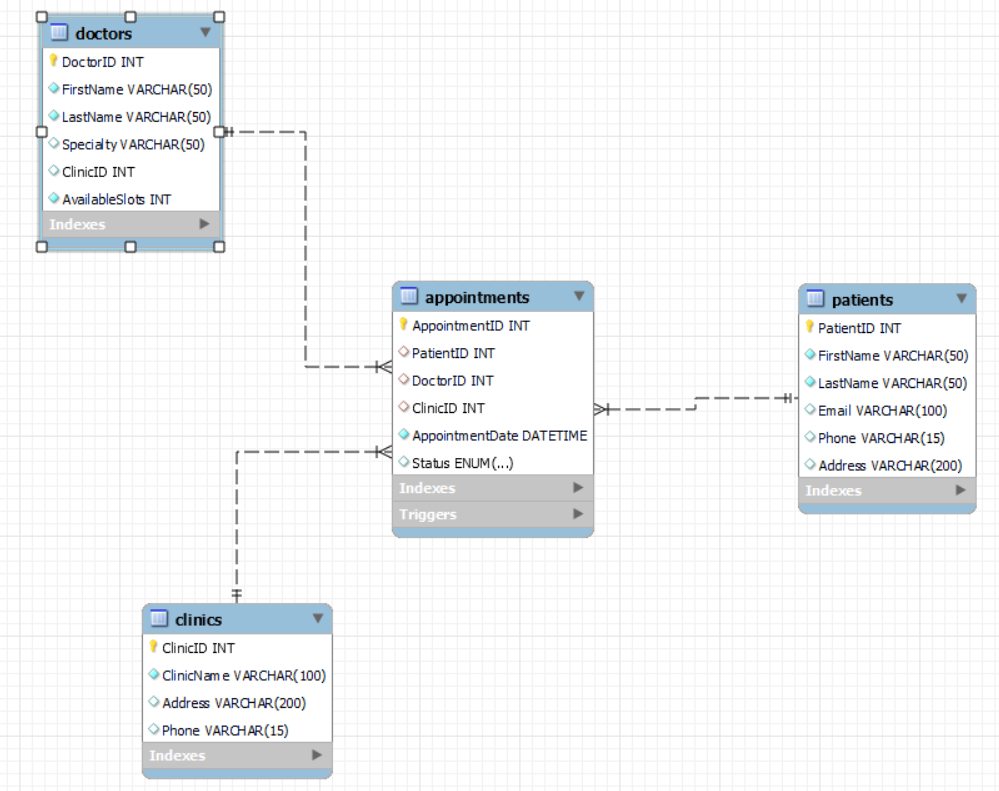 doctors
DoctorID INT
FirstName VARCHAR(50)
LastName VARCHAR(50)
Specialty VARCHAR(50)
ClinicID INT
AvailableSlots INT
Indexes
appointments
AppointmentID INT
PatientID INT
DoctorID INT
ClinicID INT
AppointmentDate DATETIME
Status ENUM(...)
Indexes
Triggers
patients
PatientID INT
FirstName VARCHAR(50)
LastName VARCHAR(50)
Email VARCHAR(100)
Phone VARCHAR(15)
Address VARCHAR(200)
Indexes
clinics
ClinicID INT
ClinicName VARCHAR(100)
Address VARCHAR(200)
Phone VARCHAR(15)
Indexes